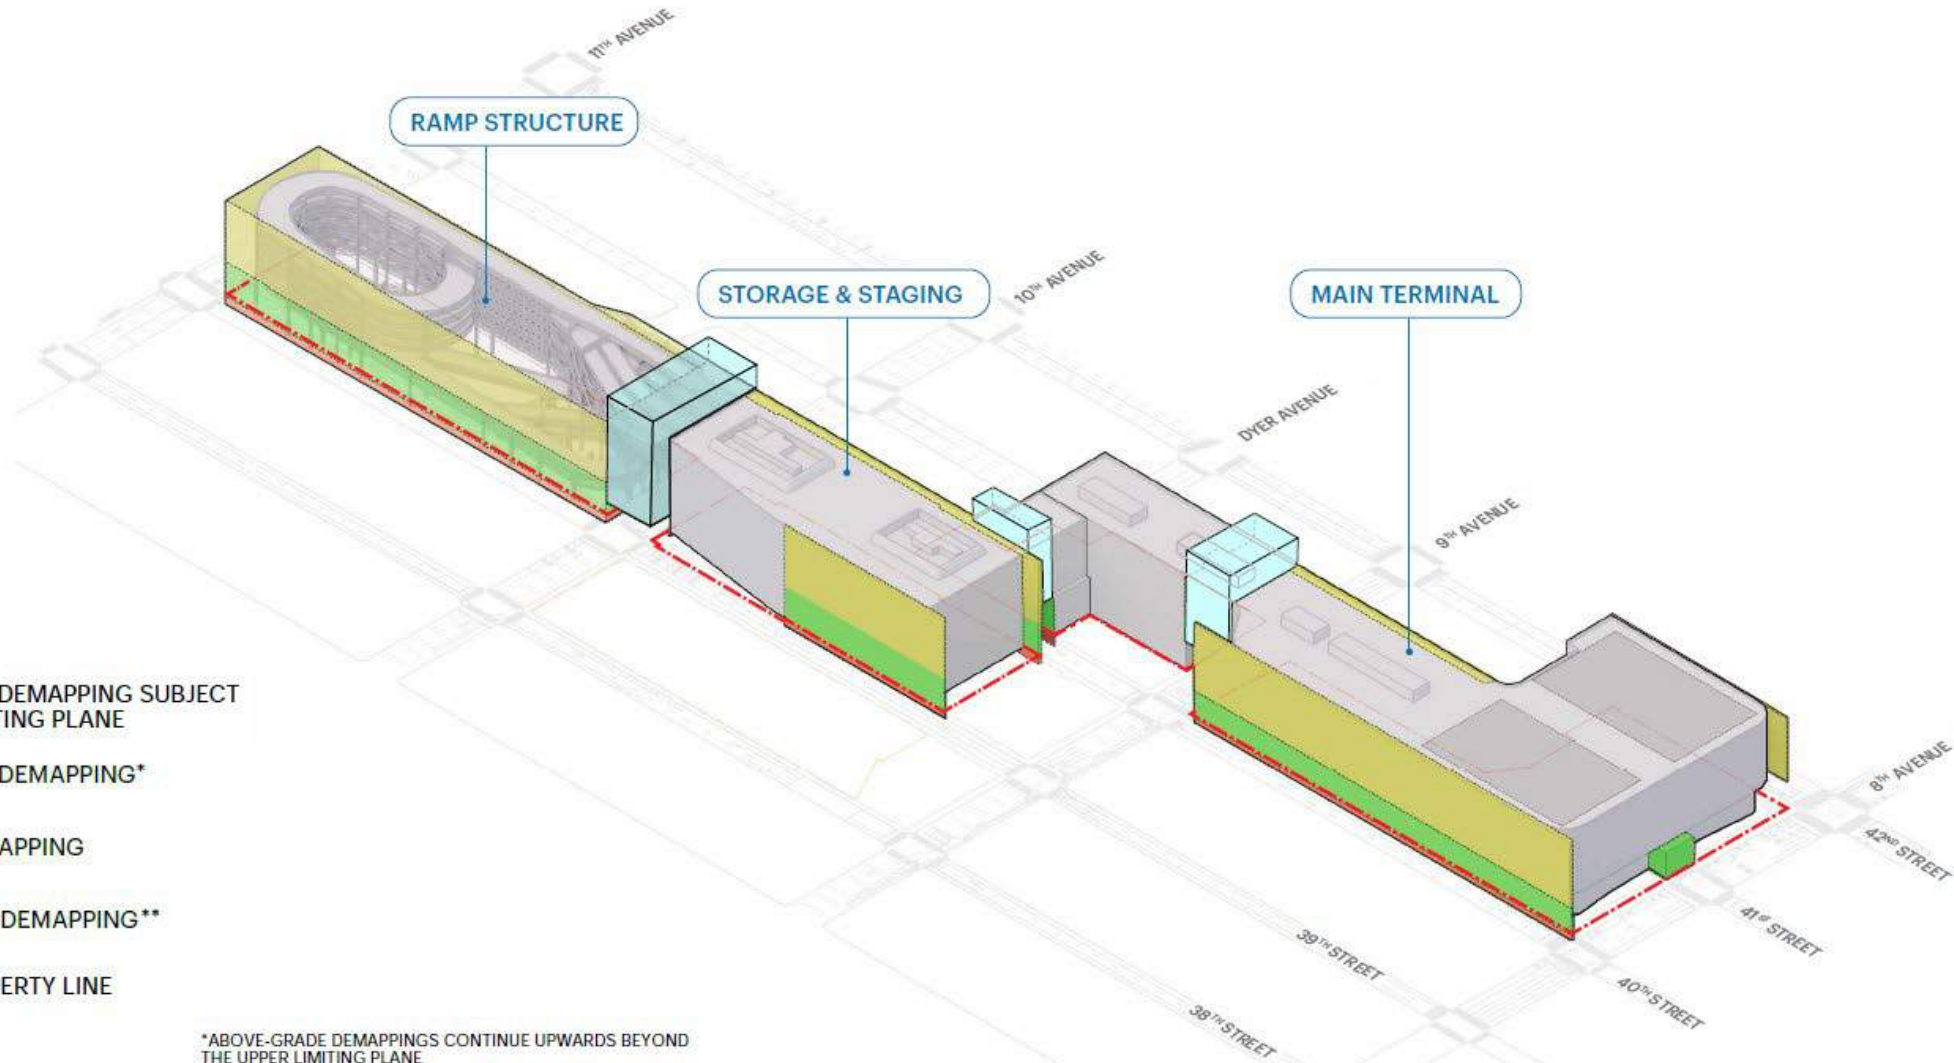 11TH AVENUE
RAMP STRUCTURE
10TH AVENUE
STORAGE & STAGING
MAIN TERMINAL
DYER AVENUE
9TH AVENUE
DEMAPPING SUBJECT
TING PLANE
DEMAPPING*
8TH AVENUE
42ND STREET
APPING
41ST STREET
DEMAPPING**
39TH STREET
40TH STREET
ERTY LINE
38TH STREET
*ABOVE-GRADE DEMAPPINGS CONTINUE UPWARDS BEYOND
THE UPPER LIMITING PLANE